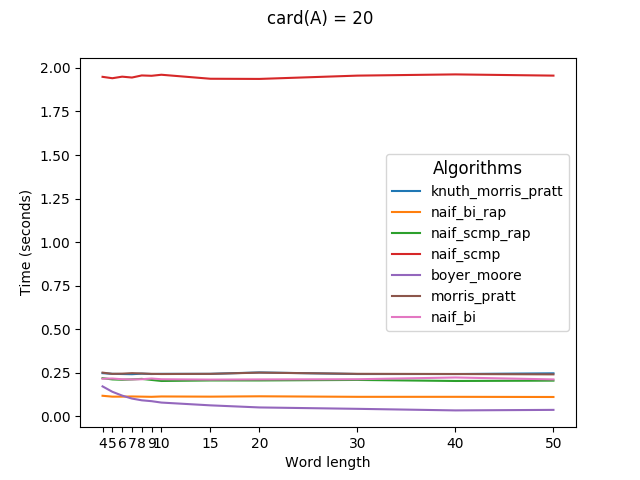 card(A) = 20
2.00
1.75
1.50
1.25
1.00
0.75
0.50
0.25
0.00
Time (seconds)
Algorithms
knuth_morris_pratt
naif_bi_rap
naif_scmp_rap
naif_scmp
boyer_moore
morris_pratt
naif_bi
4 5 6 7 8 9 10 15 20 30 40 50
Word length